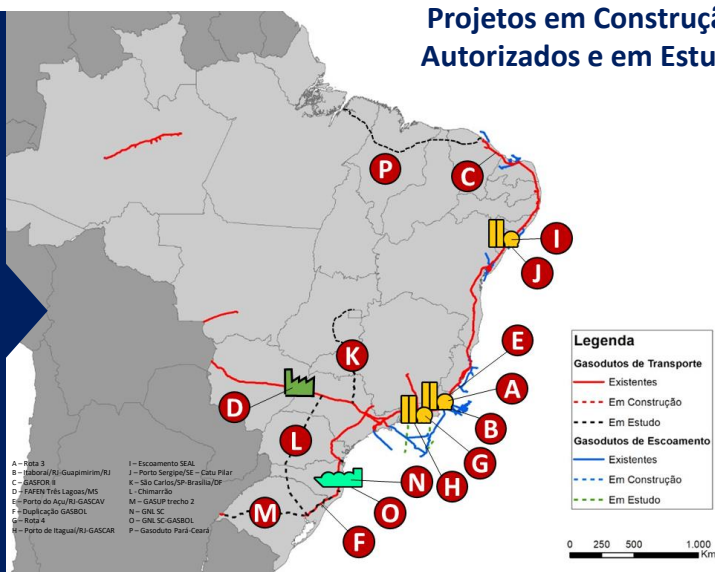 Projetos em Construçã
Autorizados e em Estu
P
C
I
J
E
K
A
D
B
L
G
N
H
M
O
F
A – Rota 3
B – Itaboraí/RJ-Guapimirim/RJ
C – GASFOR II
D – FAFEN Três Lagoas/MS
E – Porto do Açu/RJ-GASCAV
F – Duplicação GASBOL
G – Rota 4
H – Porto de Itaguaí/RJ-GASCAR
I – Escoamento SEAL
J – Porto Sergipe/SE – Catu Pilar
K – São Carlos/SP-Brasília/DF
L - Chimarrão
M – GASUP trecho 2
N – GNL SC
O – GNL SC-GASBOL
P – Gasoduto Pará-Ceará
Legenda
Gasodutos de Transporte
Existentes
Em Construção
Em Estudo
Gasodutos de Escoamento
Existentes
Em Construção
Em Estudo
0 250 500 1.000
Km